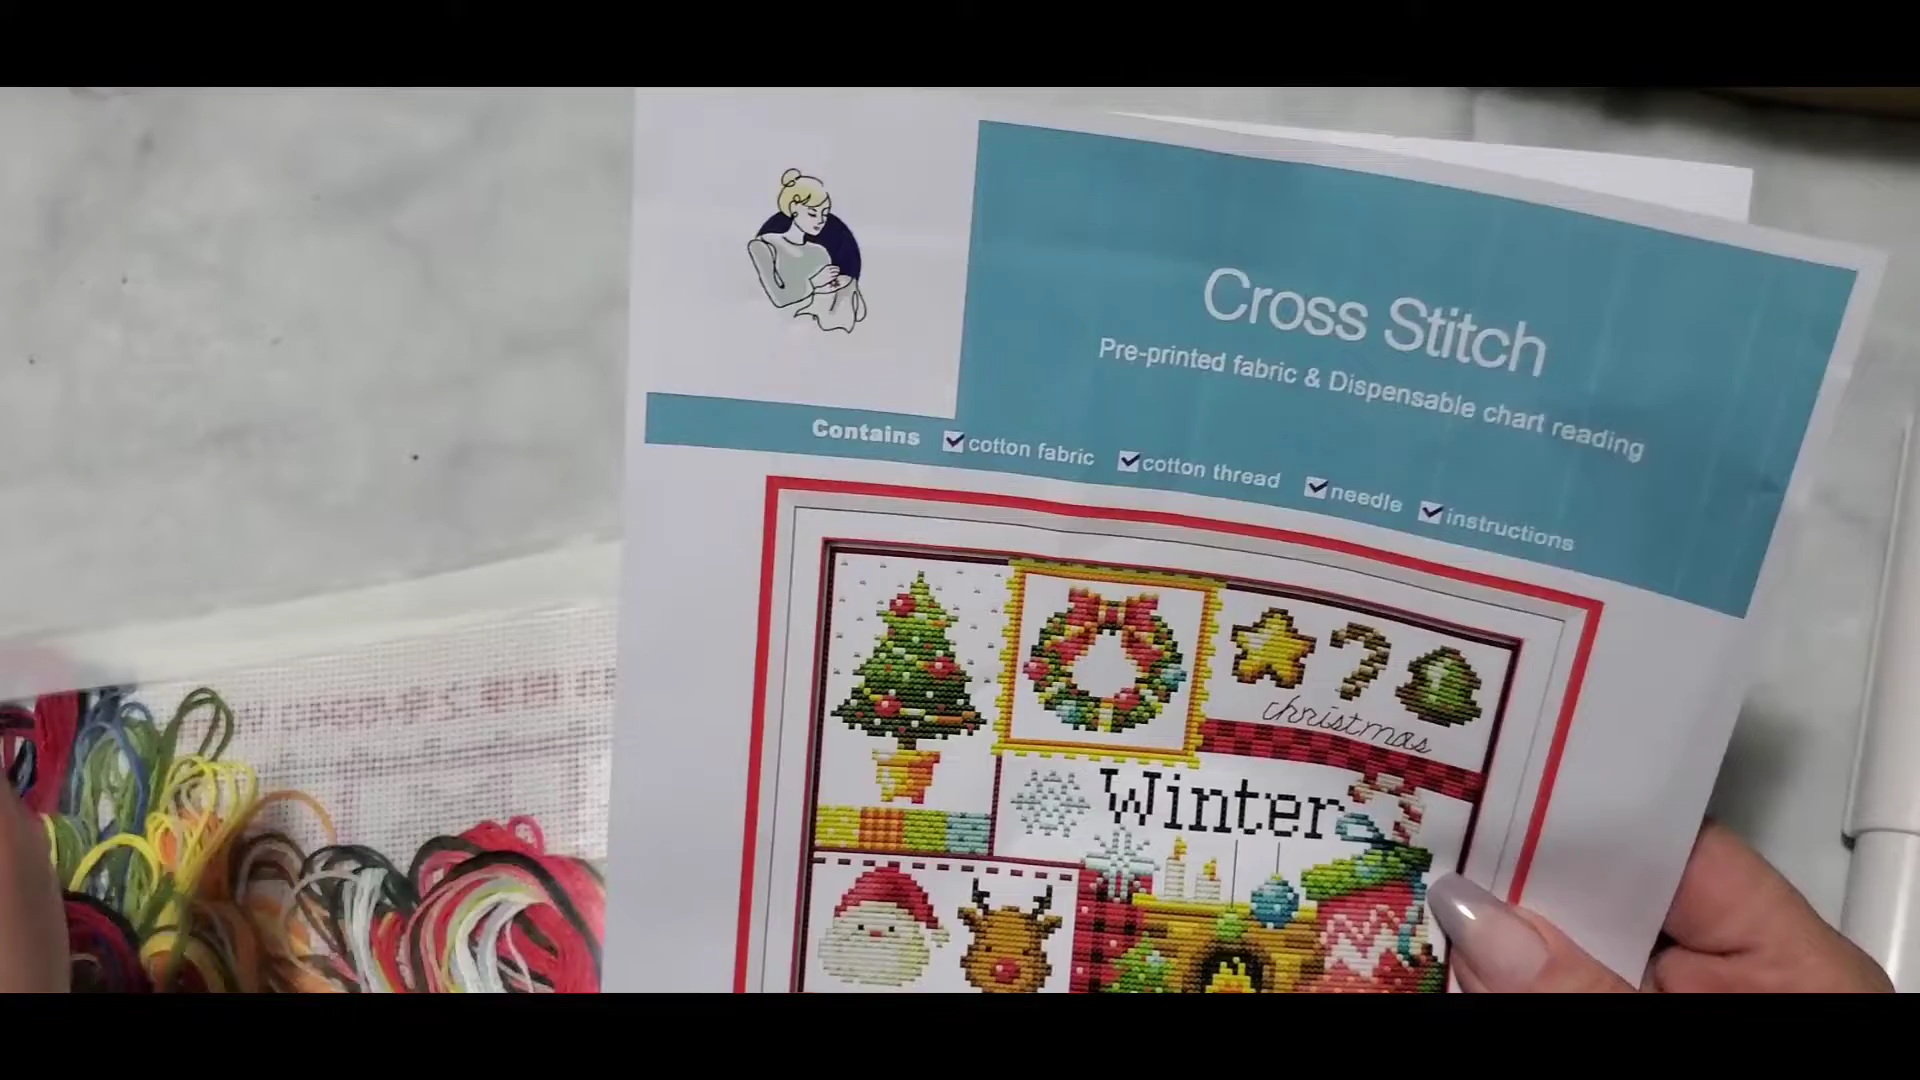 Cross Stitch
Pre-printed fabric & Dispensable chart reading
Contains cotton fabric cotton thread needle instructions
christmas
Winter